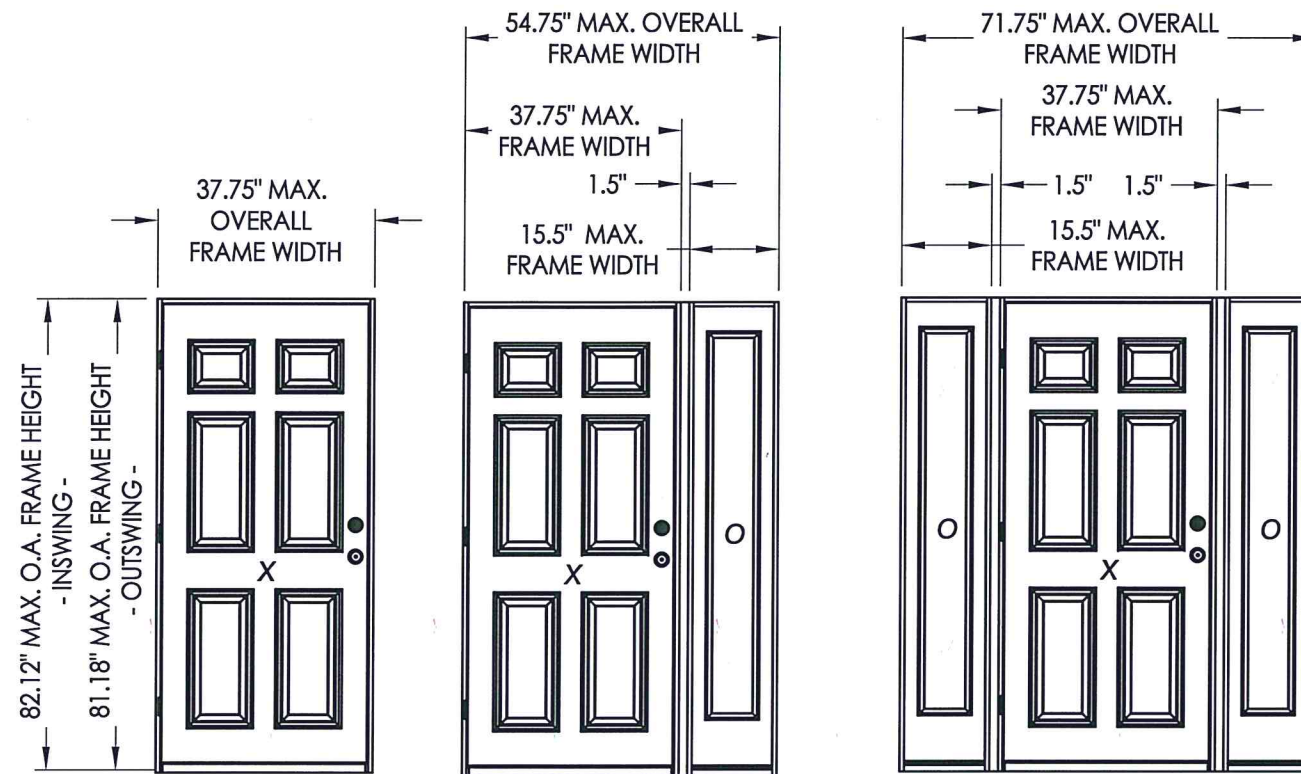 54.75" MAX. OVERALL
FRAME WIDTH
37.75" MAX.
FRAME WIDTH
1.5"
15.5" MAX.
FRAME WIDTH
71.75" MAX. OVERALL
FRAME WIDTH
37.75" MAX.
FRAME WIDTH
1.5" 1.5"
15.5" MAX.
FRAME WIDTH
37.75" MAX.
OVERALL
FRAME WIDTH
82.12" MAX. O.A. FRAME HEIGHT
- INSWING -
81.18" MAX. O.A. FRAME HEIGHT
- OUTSWING -
X
X
O
O
X
O